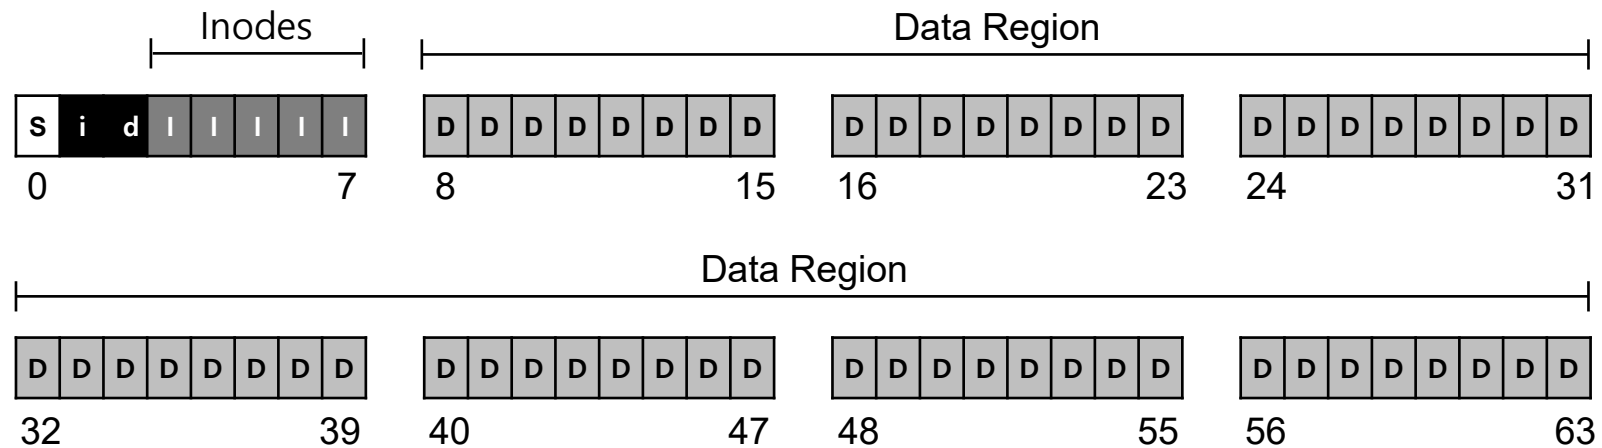 Inodes Data Region
S i d I I I I I D D D D D D D D D D D D D D D D D D D D D D D D
0 7 8 15 16 23 24 31
Data Region
D D D D D D D D D D D D D D D D D D D D D D D D D D D D D D D D
32 39 40 47 48 55 56 63